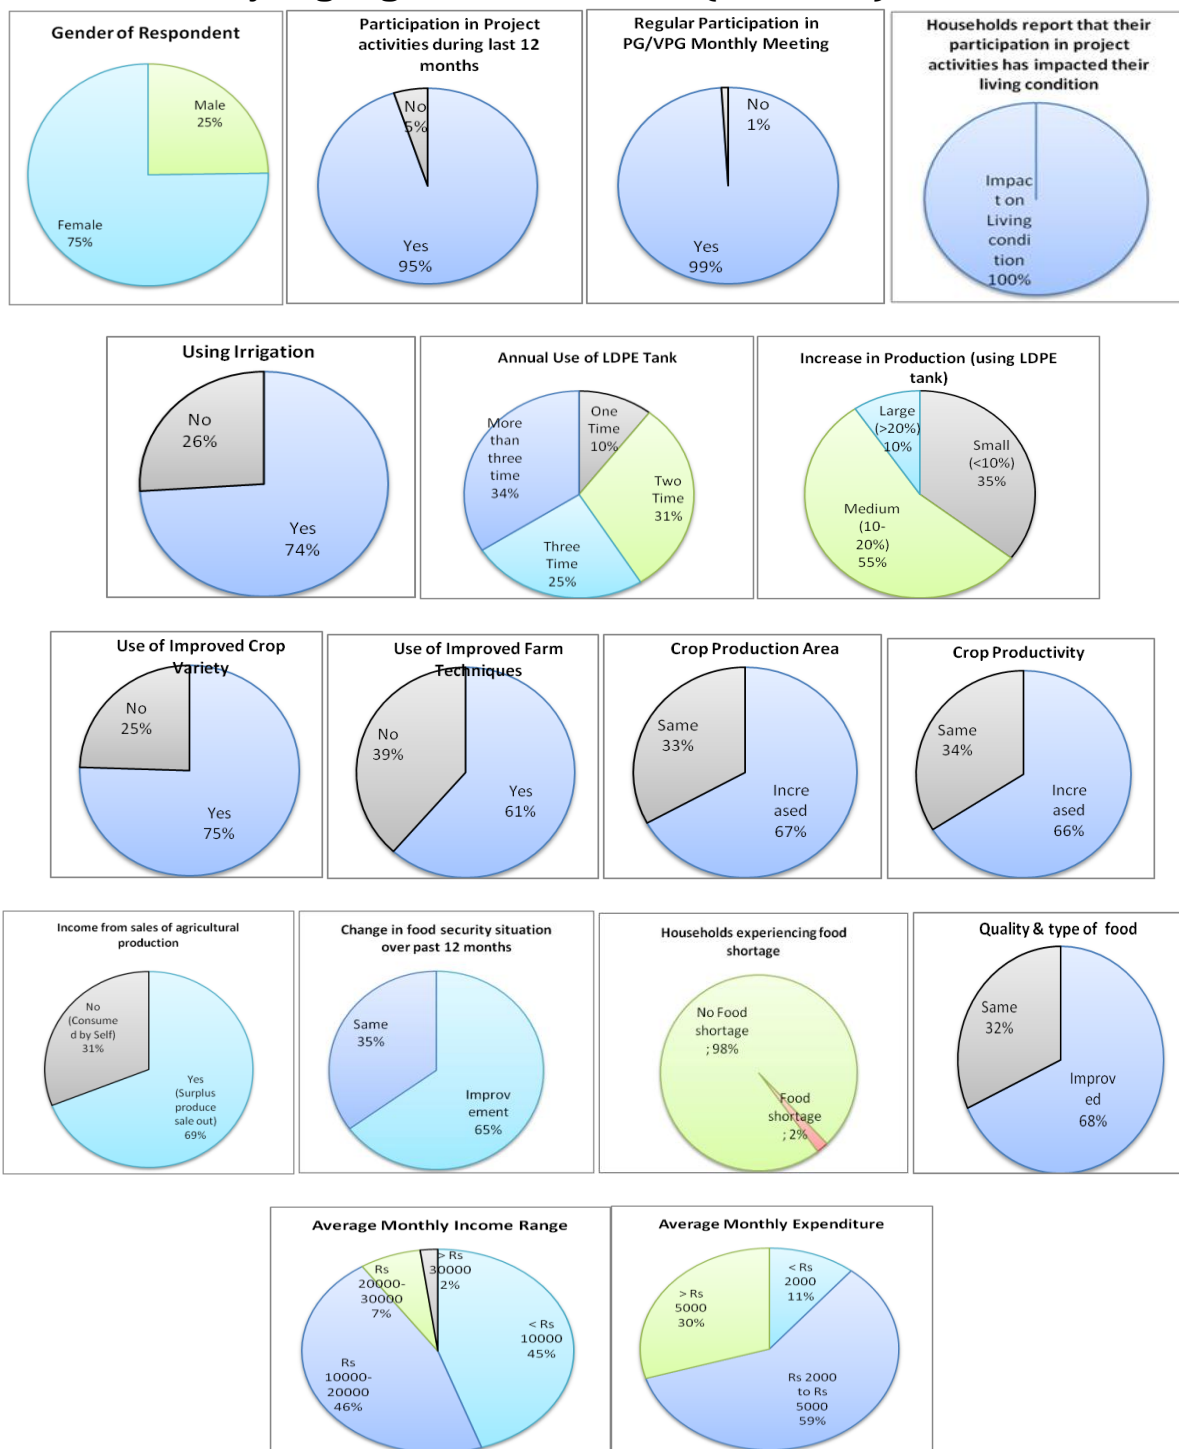 Gender of Respondent
Male
25%
Female
75%
Participation in Project
activities during last 12
months
No
5%
Yes
95%
Regular Participation in
PG/VPG Monthly Meeting
No
1%
Yes
99%
Households report that their
participation in project
activities has impacted their
living condition
Impac
t on
Living
condi
tion
100%
Using Irrigation
No
26%
Yes
74%
Annual Use of LDPE Tank
One
Time
10%
Two
Time
31%
Three
Time
25%
More
than
three
time
34%
Increase in Production (using LDPE
tank)
Large
(>20%)
10%
Small
(<10%)
35%
Medium
(10-
20%)
55%
Use of Improved Crop
Variety
No
25%
Yes
75%
Use of Improved Farm
Techniques
No
39%
Yes
61%
Crop Production Area
Same
33%
Incre
ased
67%
Crop Productivity
Same
34%
Incre
ased
66%
Income from sales of agricultural
production
No
(Consume
d by Self)
31%
Yes
(Surplus
produce
sale out)
69%
Change in food security situation
over past 12 months
Same
35%
Improv
ement
65%
Households experiencing food
shortage
No Food
shortage
; 98%
Food
shortage
; 2%
Quality & type of food
Same
32%
Improv
ed
68%
Average Monthly Income Range
> Rs
30000
2%
Rs
20000-
30000
7%
< Rs
10000
45%
Rs
10000-
20000
46%
Average Monthly Expenditure
< Rs
2000
11%
> Rs
5000
30%
Rs 2000
to Rs
5000
59%